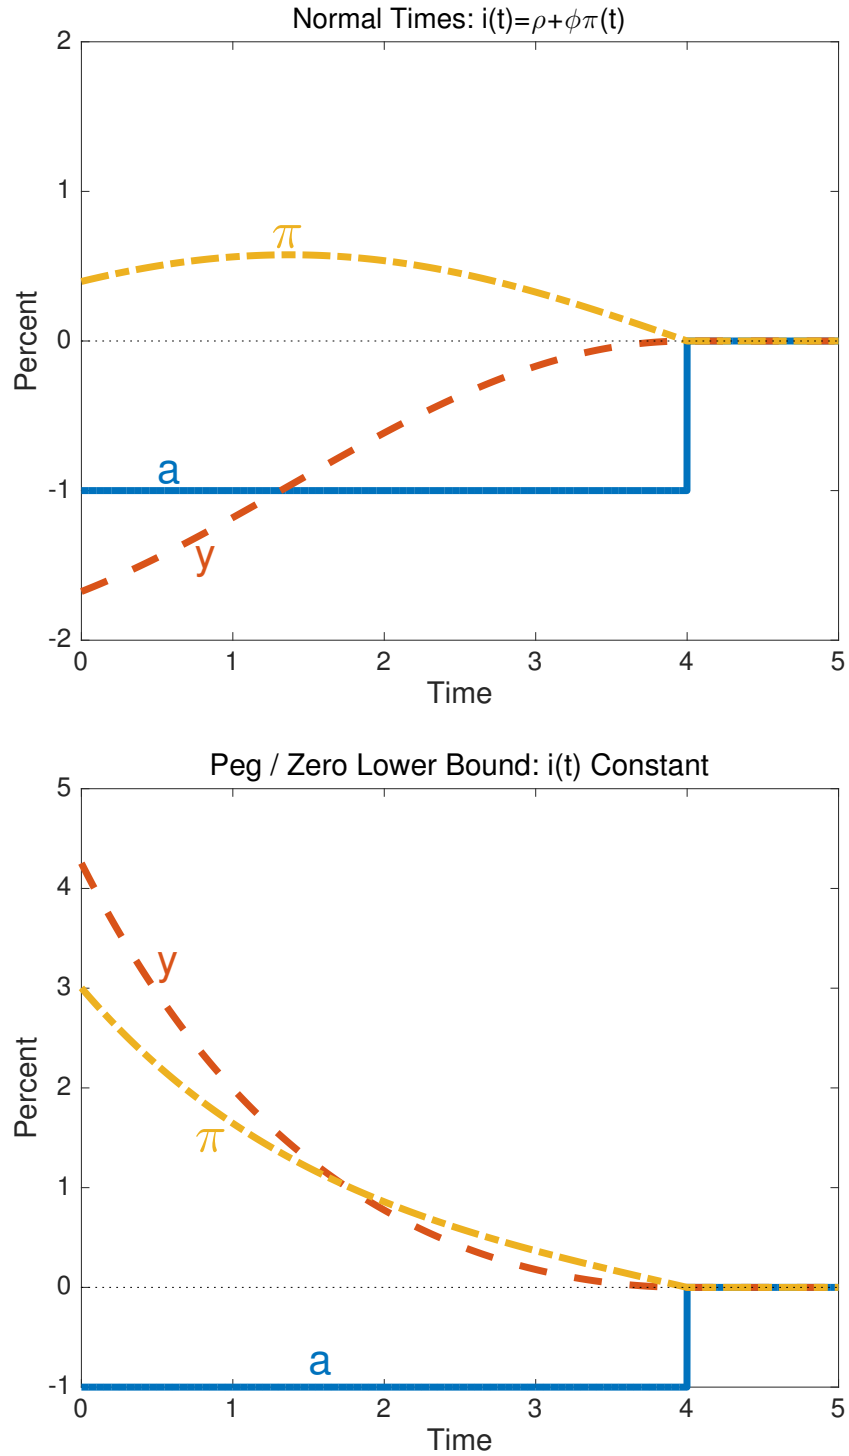 Normal Times: i(t)=ρ+ϕπ(t)
2
1
π
0
Percent
a
-1
y
-2
0 1 2 3 4 5
Time
Peg / Zero Lower Bound: i(t) Constant
5
4
y
3
Percent
2
π
1
0
a
-1
0 1 2 3 4 5
Time